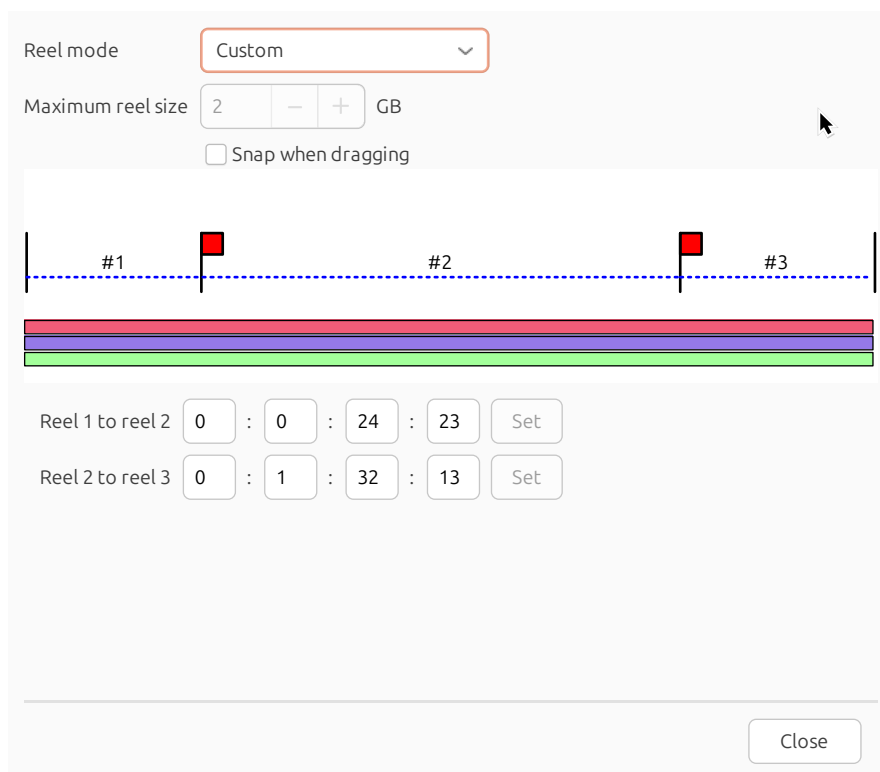 Reel mode Custom
Maximum reel size 2 − + GB
Snap when dragging
#1 #2 #3
Reel 1 to reel 2 0 : 0 : 24 : 23 Set
Reel 2 to reel 3 0 : 1 : 32 : 13 Set
Close